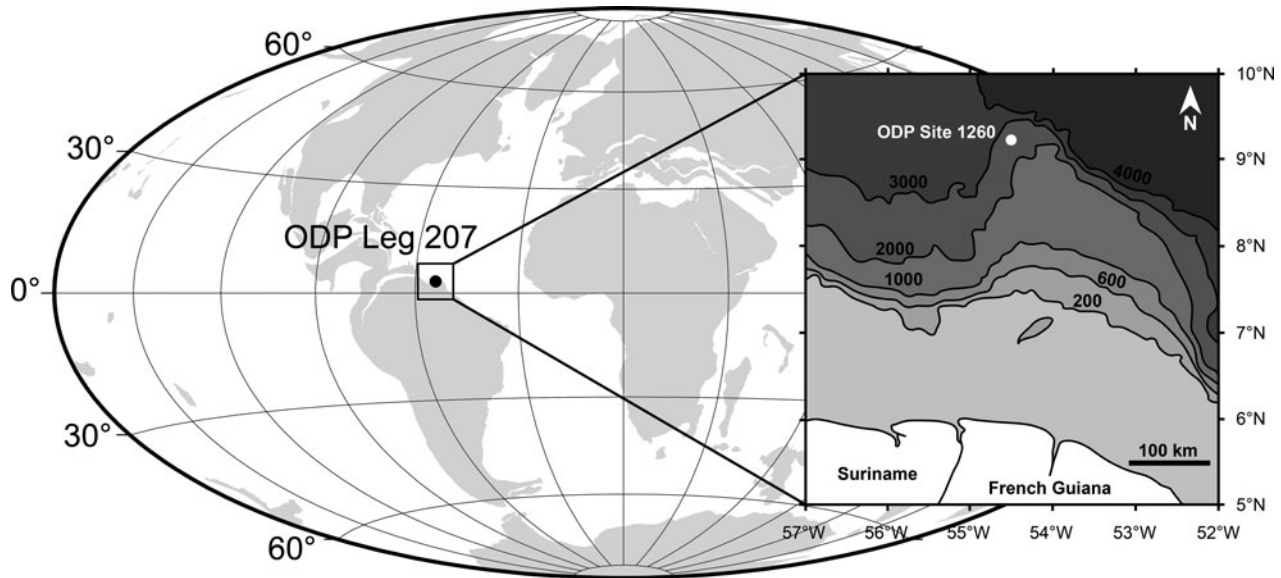 60°
30°
0°
30°
60°
ODP Leg 207
N
ODP Site 1260
3000
4000
2000
1000
600
200
100 km
Suriname
French Guiana
10°N
9°N
8°N
7°N
6°N
5°N
57°W
56°W
55°W
54°W
53°W
52°W